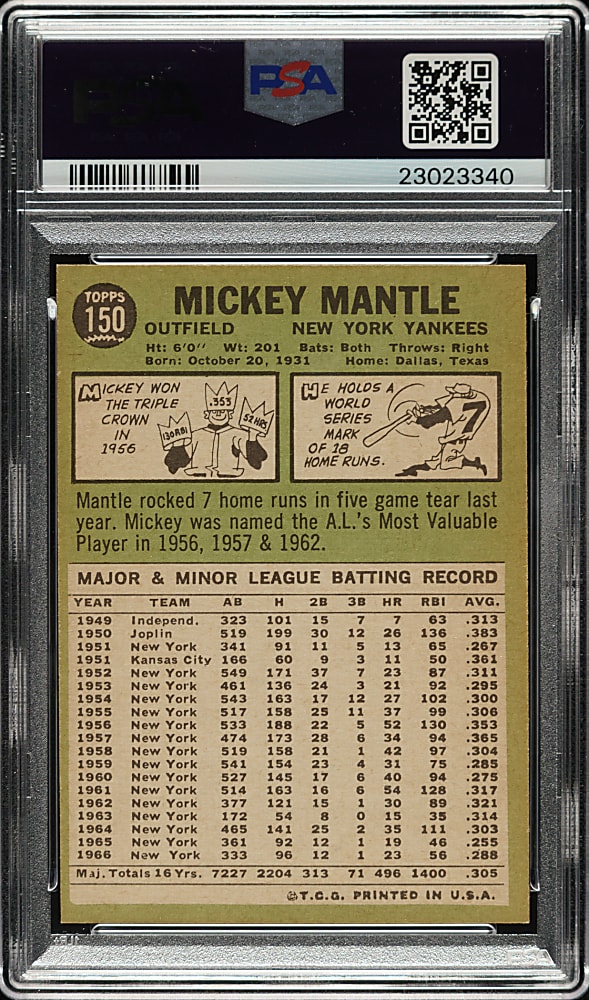 PSA
23023340
TOPPS
150
MICKEY MANTLE
OUTFIELD NEW YORK YANKEES
Ht: 6'0" Wt: 201 Bats: Both Throws: Right
Born: October 20, 1931 Home: Dallas, Texas
MICKEY WON
THE TRIPLE
CROWN
IN
1956
130 RBI
.353
52 HRS
HE HOLDS A
WORLD
SERIES
MARK
OF 18
HOME RUNS.
7
Mantle rocked 7 home runs in five game tear last
year. Mickey was named the A.L.'s Most Valuable
Player in 1956, 1957 & 1962.
MAJOR & MINOR LEAGUE BATTING RECORD
YEAR TEAM AB H 2B 3B HR RBI AVG.
1949 Independ. 323 101 15 7 7 63 .313
1950 Joplin 519 199 30 12 26 136 .383
1951 New York 341 91 11 5 13 65 .267
1951 Kansas City 166 60 9 3 11 50 .361
1952 New York 549 171 37 7 23 87 .311
1953 New York 461 136 24 3 21 92 .295
1954 New York 543 163 17 12 27 102 .300
1955 New York 517 158 25 11 37 99 .306
1956 New York 533 188 22 5 52 130 .353
1957 New York 474 173 28 6 34 94 .365
1958 New York 519 158 21 1 42 97 .304
1959 New York 541 154 23 4 31 75 .285
1960 New York 527 145 17 6 40 94 .275
1961 New York 514 163 16 6 54 128 .317
1962 New York 377 121 15 1 30 89 .321
1963 New York 172 54 8 0 15 35 .314
1964 New York 465 141 25 2 35 111 .303
1965 New York 361 92 12 1 19 46 .255
1966 New York 333 96 12 1 23 56 .288
Maj. Totals 16 Yrs. 7227 2204 313 71 496 1400 .305
©T.C.G. PRINTED IN U.S.A.